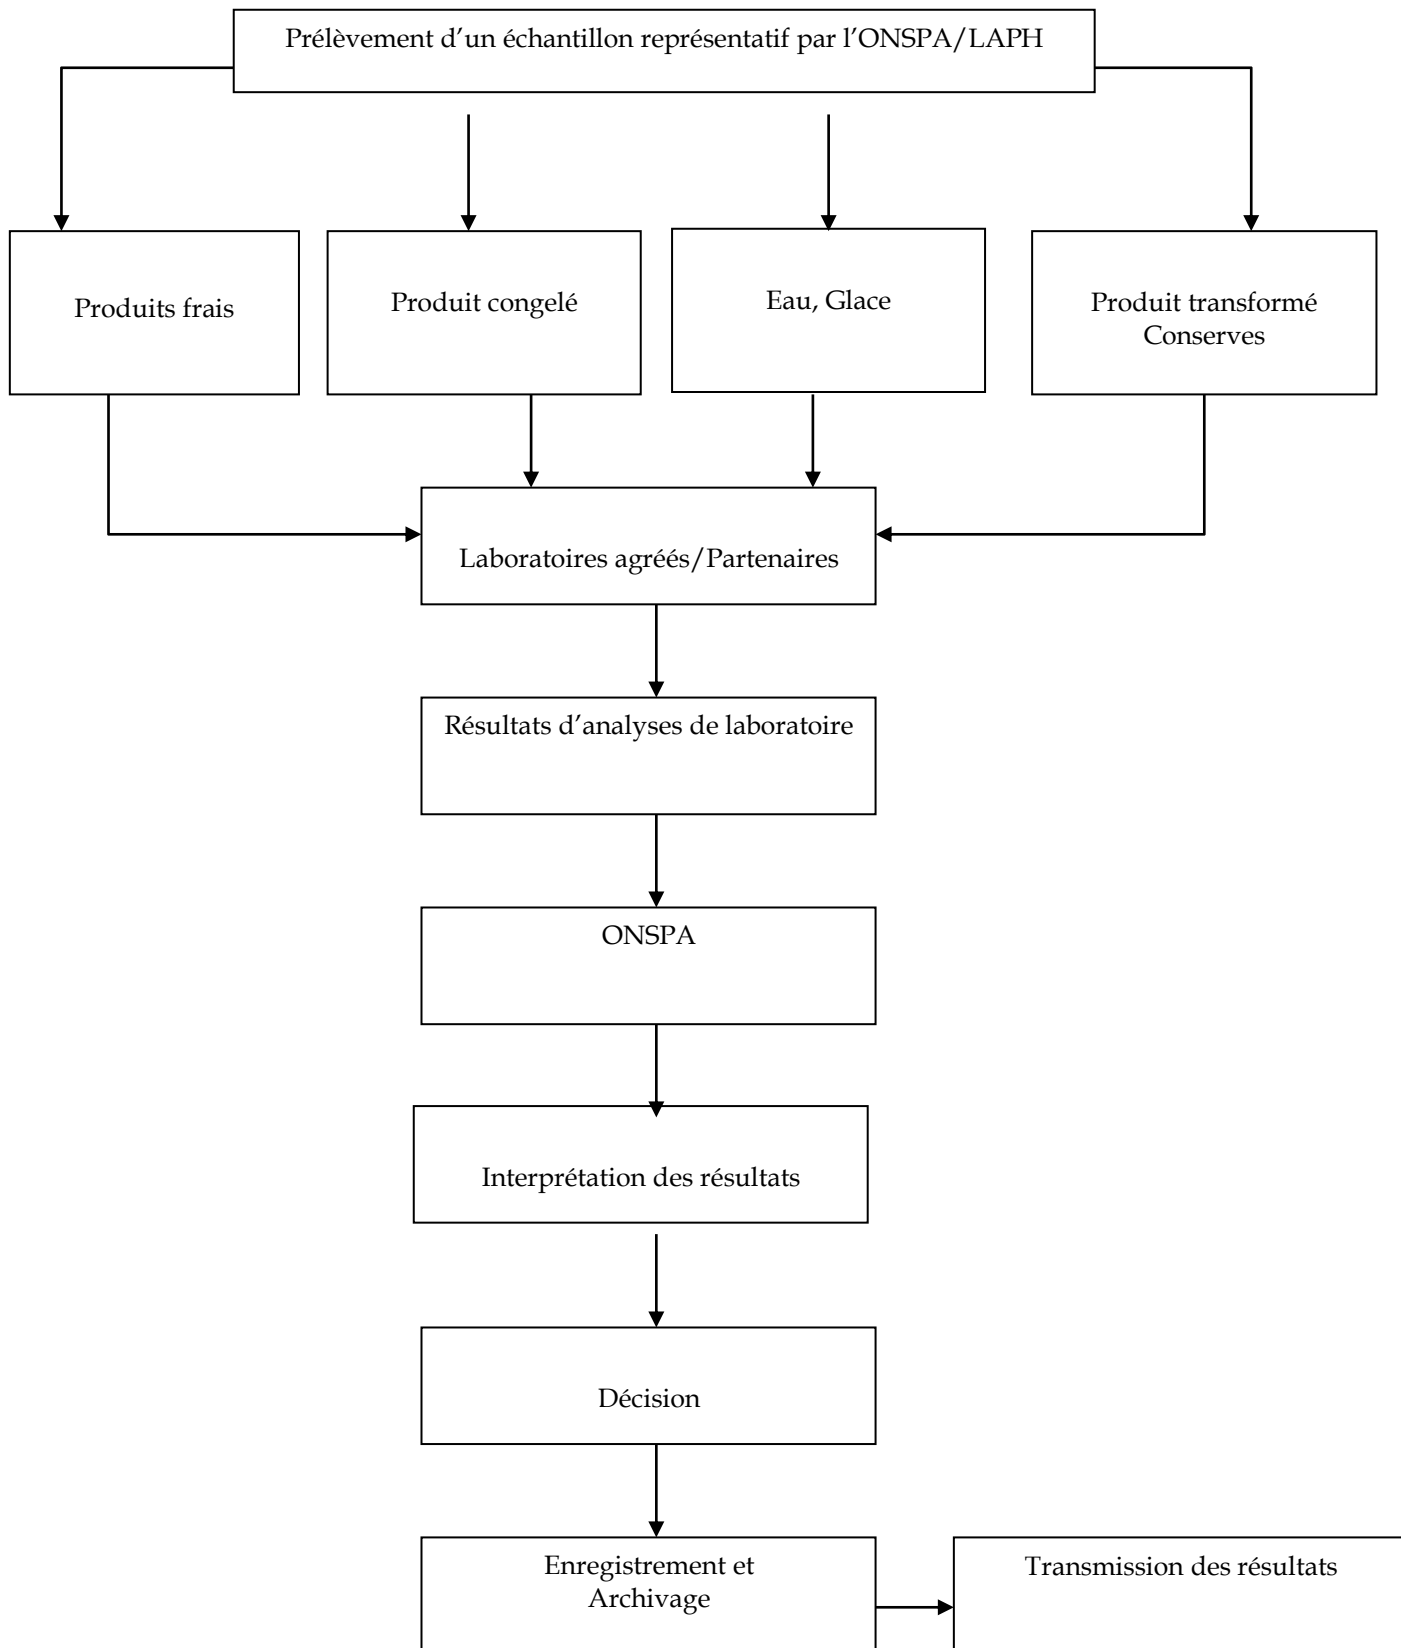 Prélèvement d’un échantillon représentatif par l’ONSPA/LAPH
Produits frais
Produit congelé
Eau, Glace
Produit transformé
Conserves
Laboratoires agréés/Partenaires
Résultats d’analyses de laboratoire
ONSPA
Interprétation des résultats
Décision
Enregistrement et
Archivage
Transmission des résultats